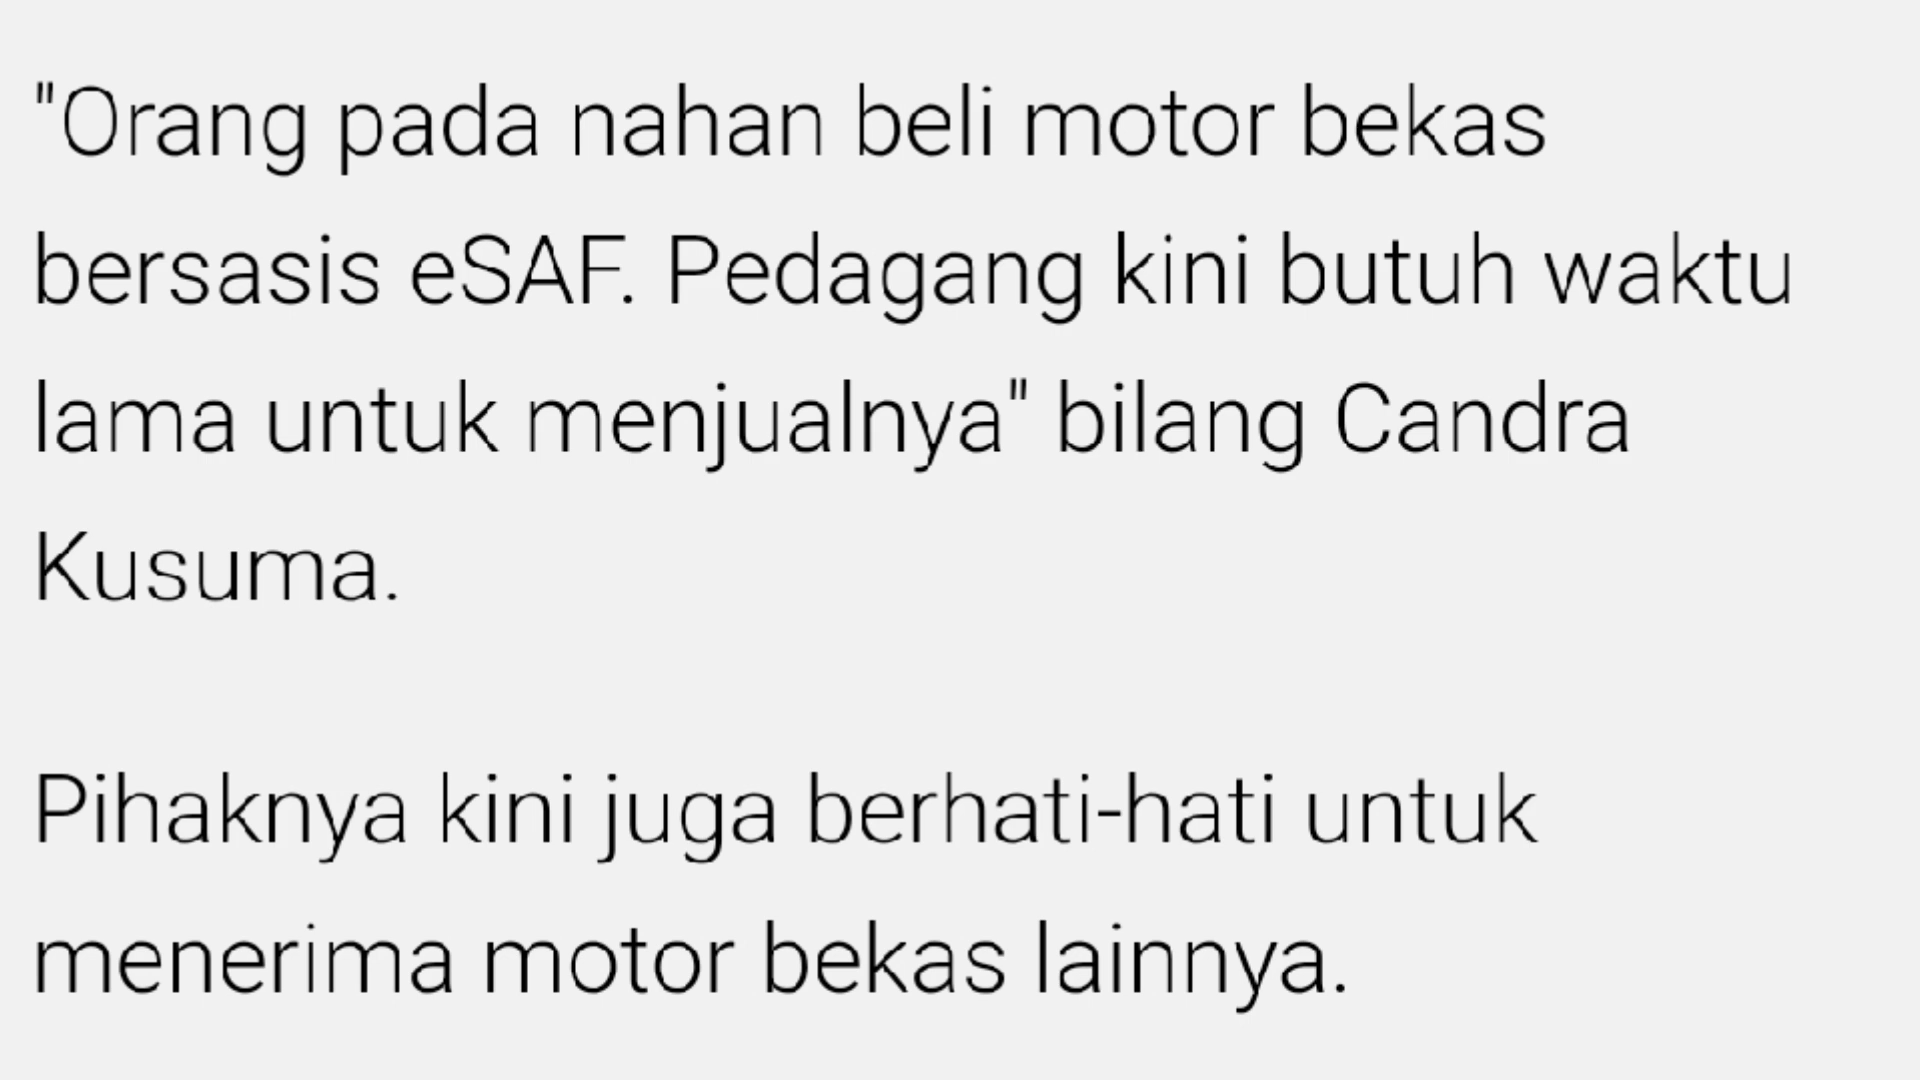 "Orang pada nahan beli motor bekas
bersasis eSAF. Pedagang kini butuh waktu
lama untuk menjualnya" bilang Candra
Kusuma.
Pihaknya kini juga berhati-hati untuk
menerima motor bekas lainnya.